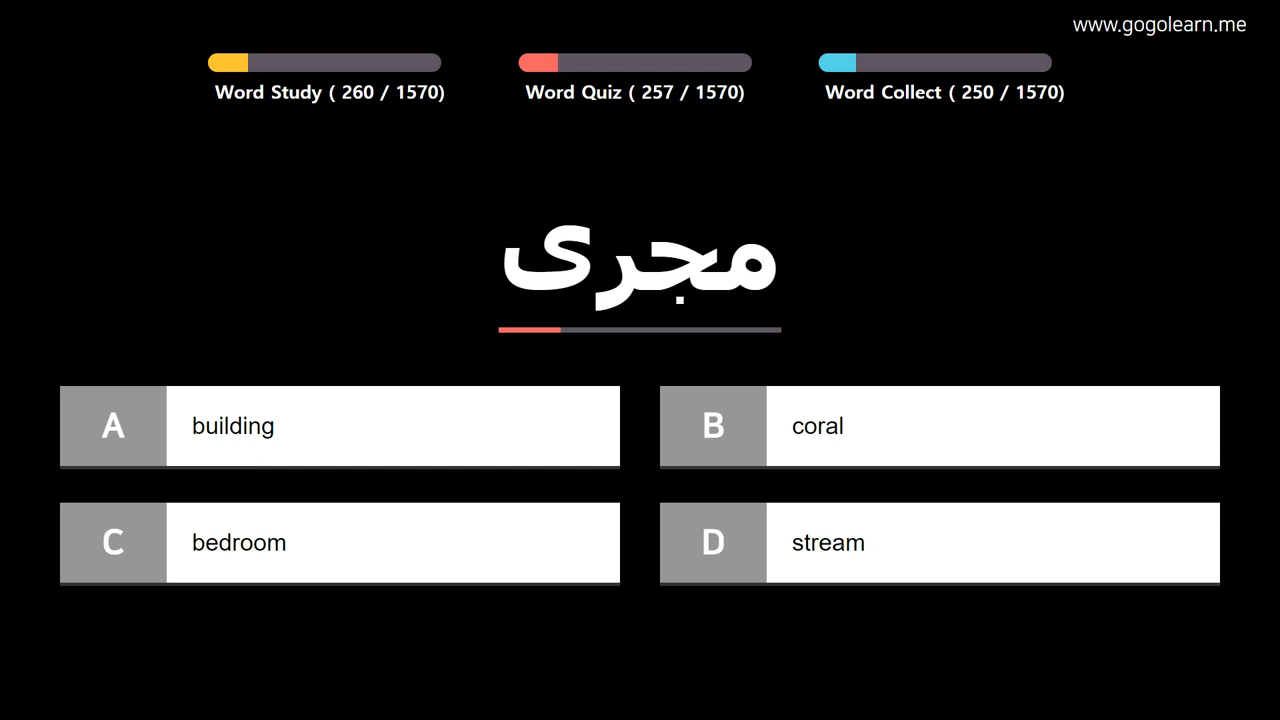 www.gogolearn.me
Word Study ( 260 / 1570)
Word Quiz ( 257 / 1570)
Word Collect ( 250 / 1570)
مجرى
A building
B coral
C bedroom
D stream